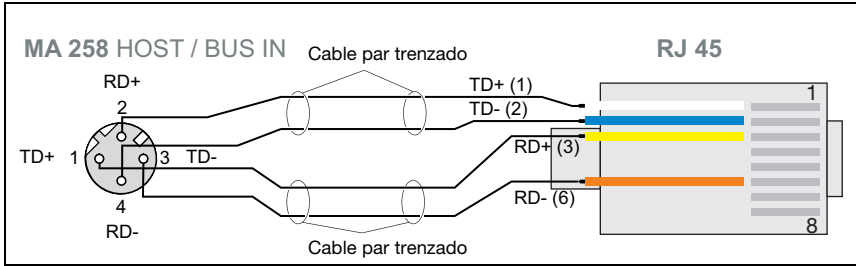 MA 258 HOST / BUS IN
Cable par trenzado
RJ 45
RD+
2
TD+ (1)
TD- (2)
1
TD+ 1
3 TD-
RD+ (3)
4
RD-
RD- (6)
8
Cable par trenzado